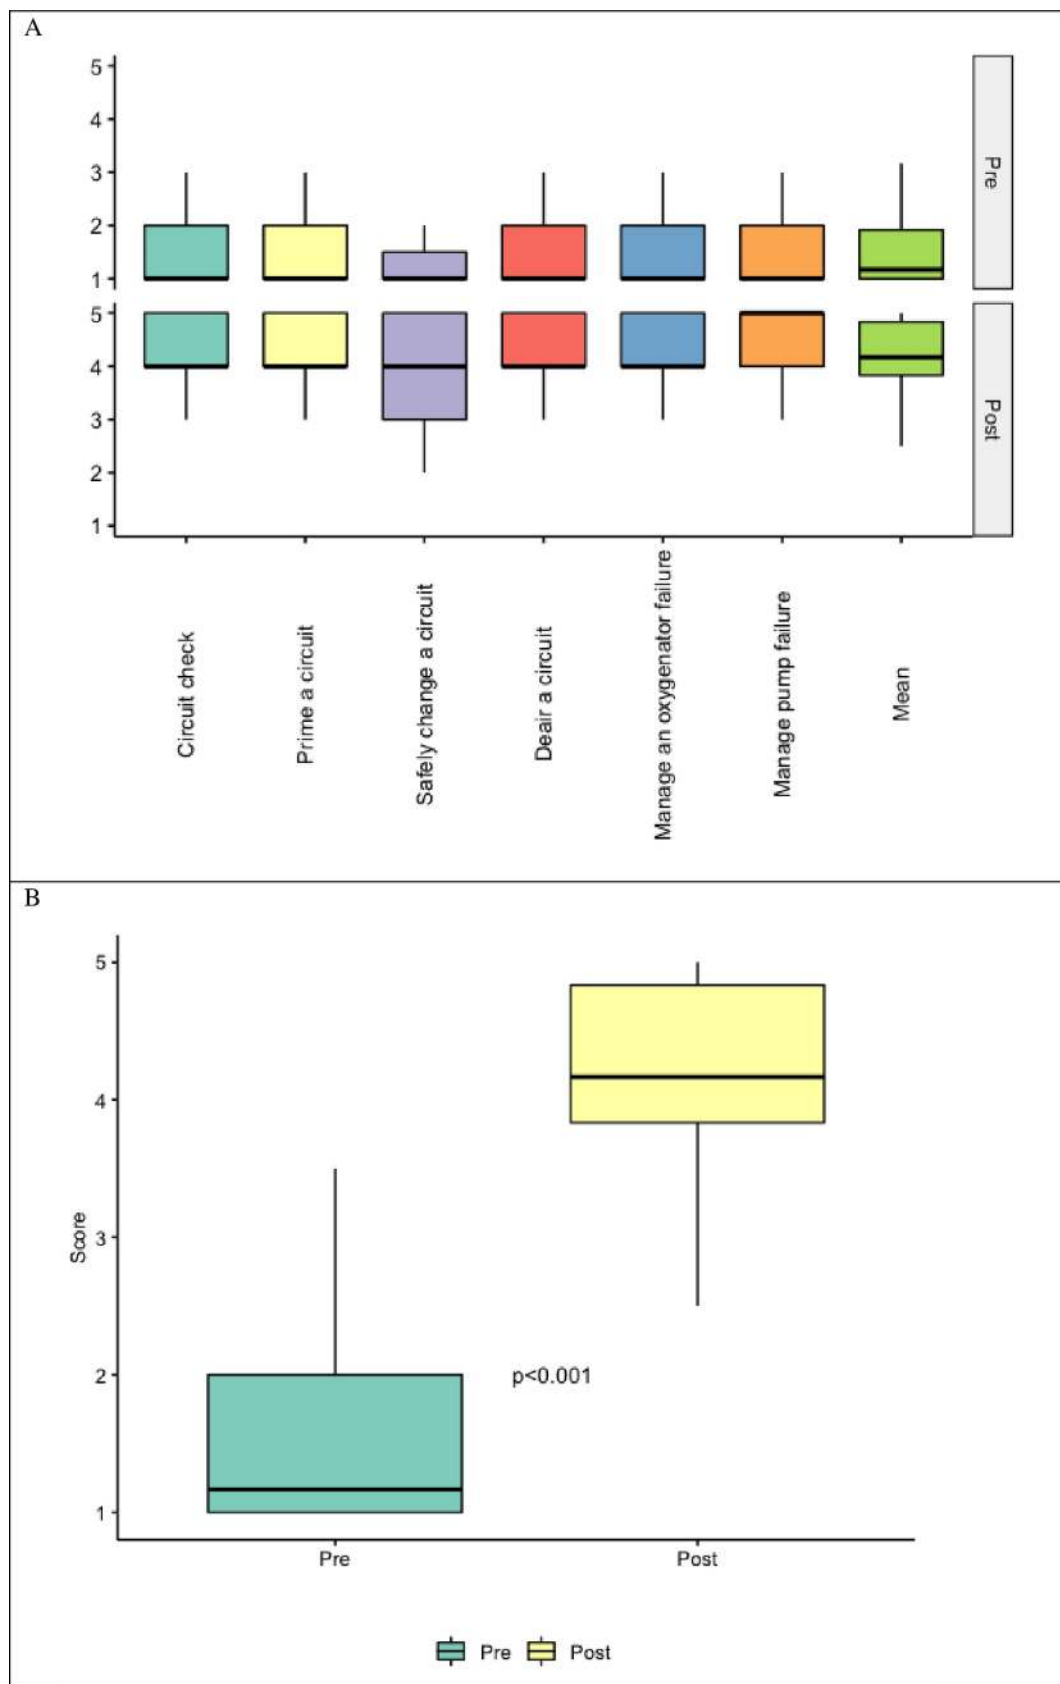 A
5
4
3
2
1
Pre
5
4
3
2
1
Post
Circuit check
Prime a circuit
Safely change a circuit
Deair a circuit
Manage an oxygenator failure
Manage pump failure
Mean
B
5
4
3
2
1
Score
p<0.001
Pre
Post
Pre
Post